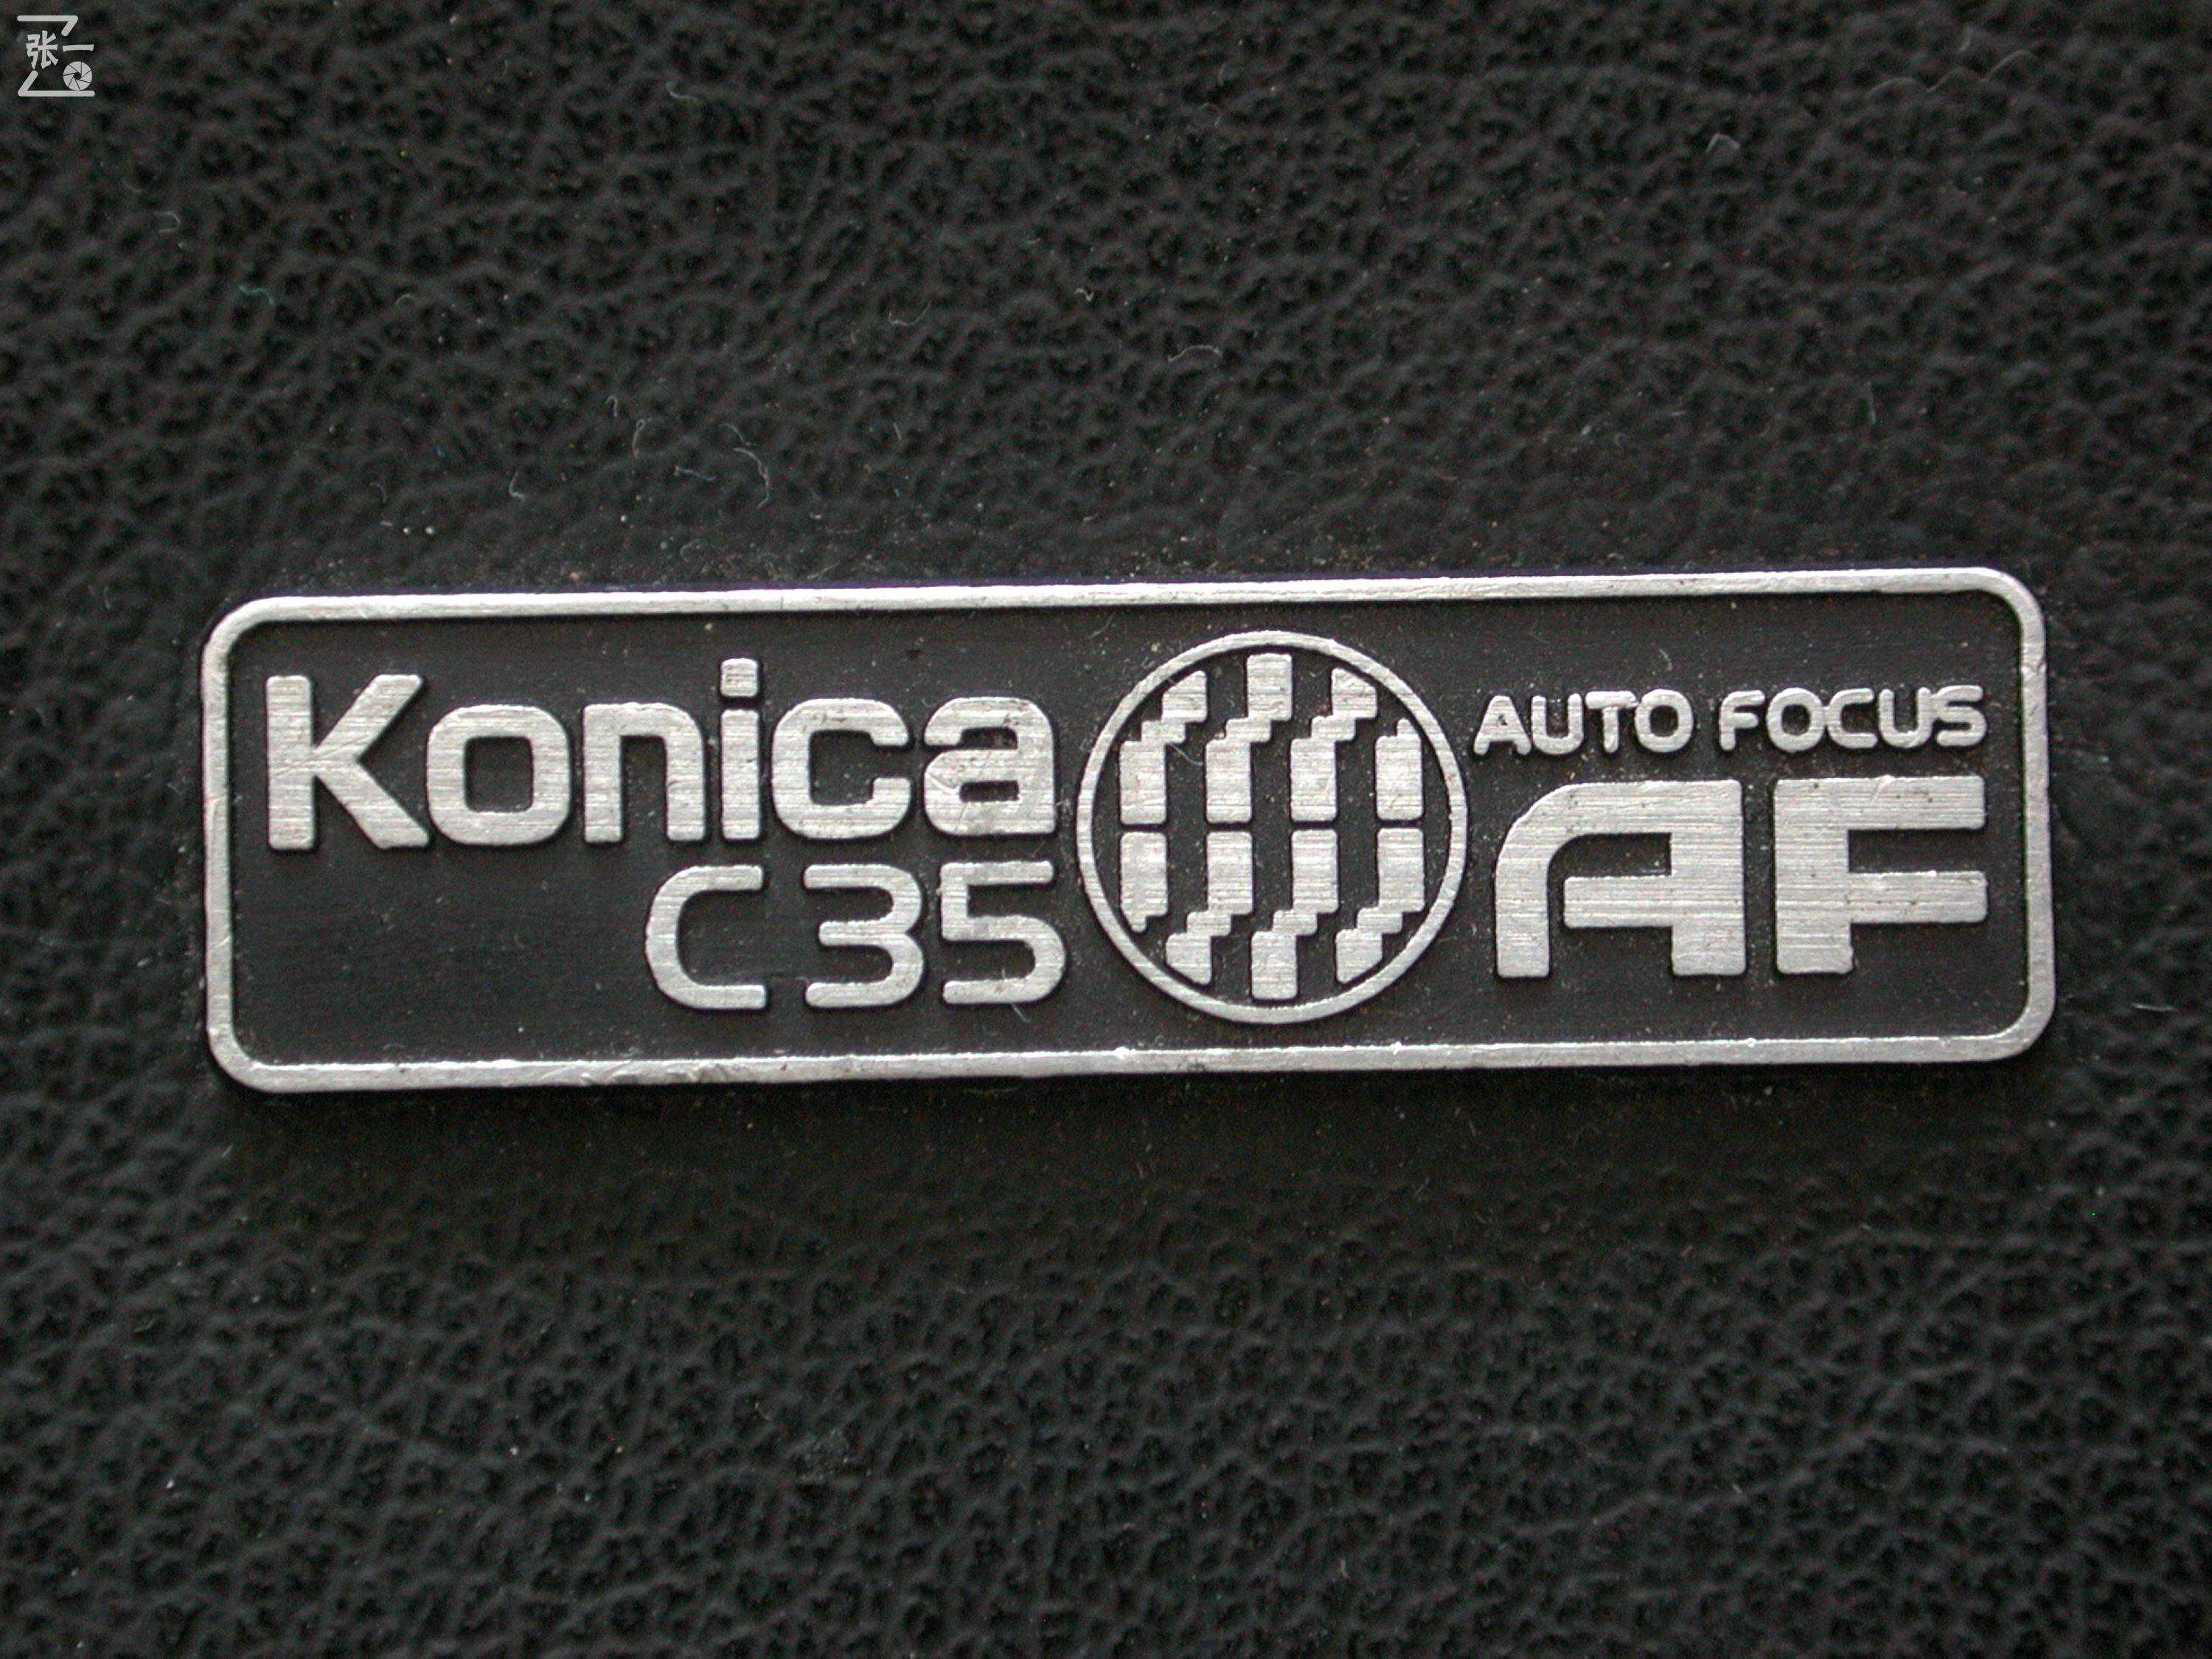 张一
Konica
C35
AUTO FOCUS
AF